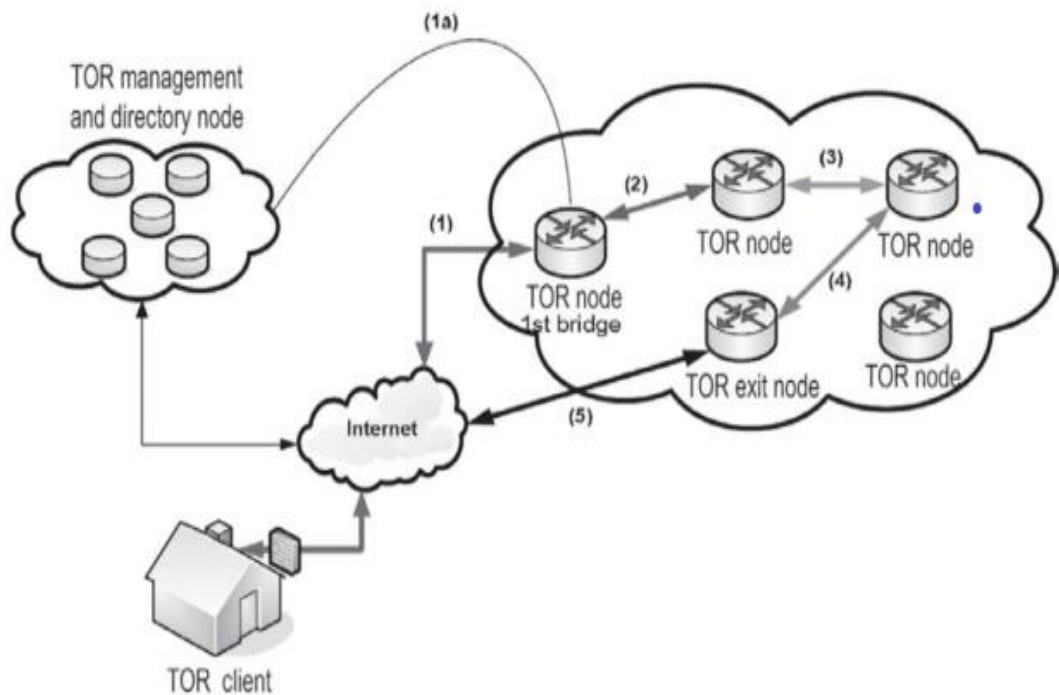 (1a)
TOR management
and directory node
(1)
(2)
(3)
TOR node
TOR node
TOR node
1st bridge
(4)
TOR exit node
TOR node
Internet
(5)
TOR client